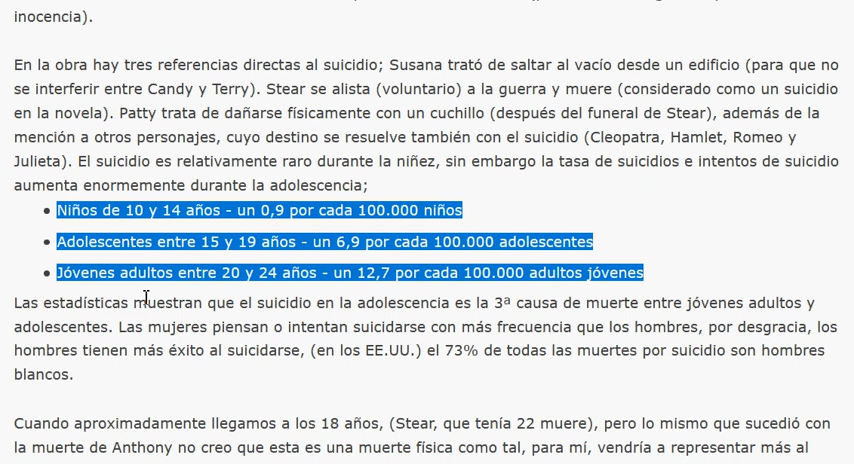 inocencia).
En la obra hay tres referencias directas al suicidio; Susana trató de saltar al vacío desde un edificio (para que no
se interferir entre Candy y Terry). Stear se alista (voluntario) a la guerra y muere (considerado como un suicidio
en la novela). Patty trata de dañarse físicamente con un cuchillo (después del funeral de Stear), además de la
mención a otros personajes, cuyo destino se resuelve también con el suicidio (Cleopatra, Hamlet, Romeo y
Julieta). El suicidio es relativamente raro durante la niñez, sin embargo la tasa de suicidios e intentos de suicidio
aumenta enormemente durante la adolescencia;
• Niños de 10 y 14 años - un 0,9 por cada 100.000 niños
• Adolescentes entre 15 y 19 años - un 6,9 por cada 100.000 adolescentes
• Jóvenes adultos entre 20 y 24 años - un 12,7 por cada 100.000 adultos jóvenes
Las estadísticas muestran que el suicidio en la adolescencia es la 3ª causa de muerte entre jóvenes adultos y
adolescentes. Las mujeres piensan o intentan suicidarse con más frecuencia que los hombres, por desgracia, los
hombres tienen más éxito al suicidarse, (en los EE.UU.) el 73% de todas las muertes por suicidio son hombres
blancos.
Cuando aproximadamente llegamos a los 18 años, (Stear, que tenía 22 muere), pero lo mismo que sucedió con
la muerte de Anthony no creo que esta es una muerte física como tal, para mí, vendría a representar más al